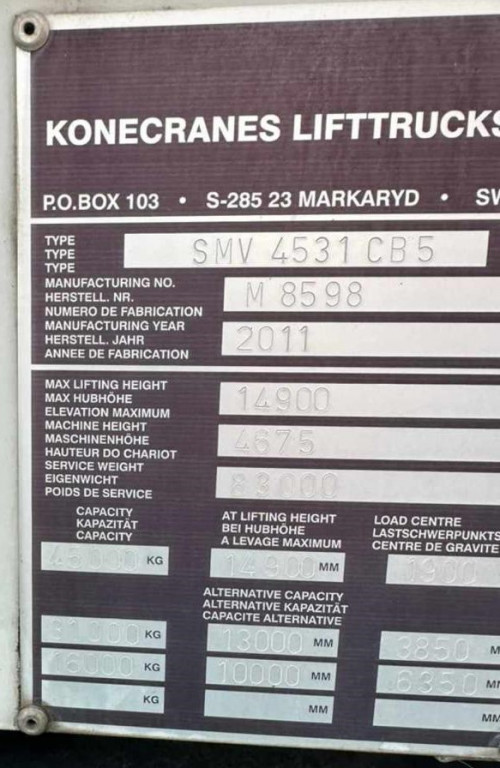 KONECRANES LIFTTRUCKS
P.O.BOX 103 • S-285 23 MARKARYD • SW
TYPE
TYPE
TYPE
SMV 4531 CB5
MANUFACTURING NO.
HERSTELL. NR.
NUMERO DE FABRICATION
M 8598
MANUFACTURING YEAR
HERSTELL. JAHR
ANNEE DE FABRICATION
2011
MAX LIFTING HEIGHT
MAX HUBHÖHE
ELEVATION MAXIMUM
14900
MACHINE HEIGHT
MASCHINENHÖHE
HAUTEUR DO CHARIOT
4675
SERVICE WEIGHT
EIGENWICHT
POIDS DE SERVICE
83000
CAPACITY
KAPAZITÄT
CAPACITY
AT LIFTING HEIGHT
BEI HUBHÖHE
A LEVAGE MAXIMUM
LOAD CENTRE
LASTSCHWERPUNKTS
CENTRE DE GRAVITE
45000 KG 14900 MM 1900
ALTERNATIVE CAPACITY
ALTERNATIVE KAPAZITÄT
CAPACITE ALTERNATIVE
31000 KG 13000 MM 3850 M
16000 KG 10000 MM 6350 MM
KG MM MM